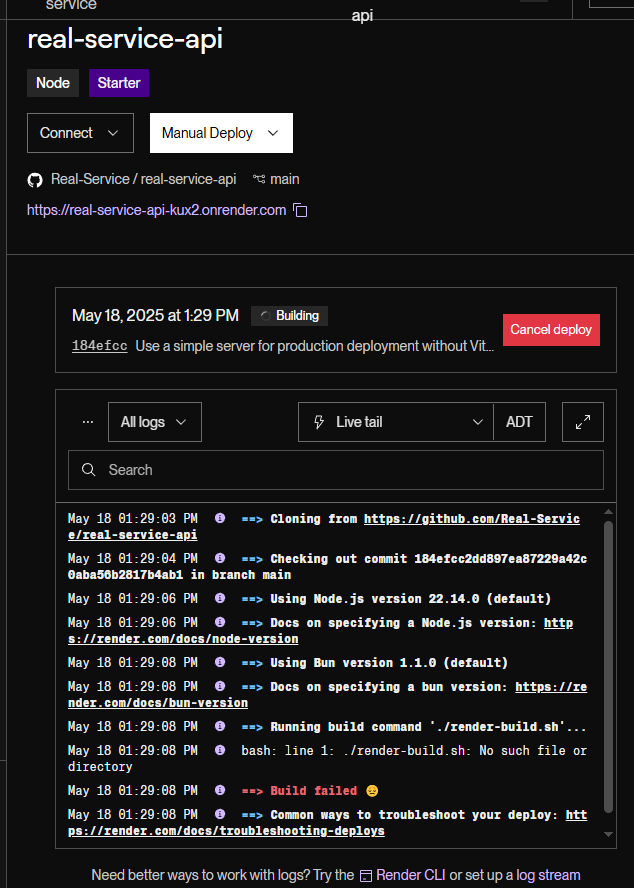 service
api
real-service-api
Node Starter
Connect Manual Deploy
Real-Service / real-service-api main
https://real-service-api-kux2.onrender.com
May 18, 2025 at 1:29 PM Building
Cancel deploy
184efcc Use a simple server for production deployment without Vit...
... All logs Live tail ADT
Search
May 18 01:29:03 PM ==> Cloning from https://github.com/Real-Servic
e/real-service-api
May 18 01:29:04 PM ==> Checking out commit 184efcc2dd897ea87229a42c
0aba56b2817b4ab1 in branch main
May 18 01:29:06 PM ==> Using Node.js version 22.14.0 (default)
May 18 01:29:06 PM ==> Docs on specifying a Node.js version: http
s://render.com/docs/node-version
May 18 01:29:08 PM ==> Using Bun version 1.1.0 (default)
May 18 01:29:08 PM ==> Docs on specifying a bun version: https://re
nder.com/docs/bun-version
May 18 01:29:08 PM ==> Running build command './render-build.sh'...
May 18 01:29:08 PM bash: line 1: ./render-build.sh: No such file or
directory
May 18 01:29:08 PM ==> Build failed 😞
May 18 01:29:08 PM ==> Common ways to troubleshoot your deploy: htt
ps://render.com/docs/troubleshooting-deploys
Need better ways to work with logs? Try the Render CLI or set up a log stream